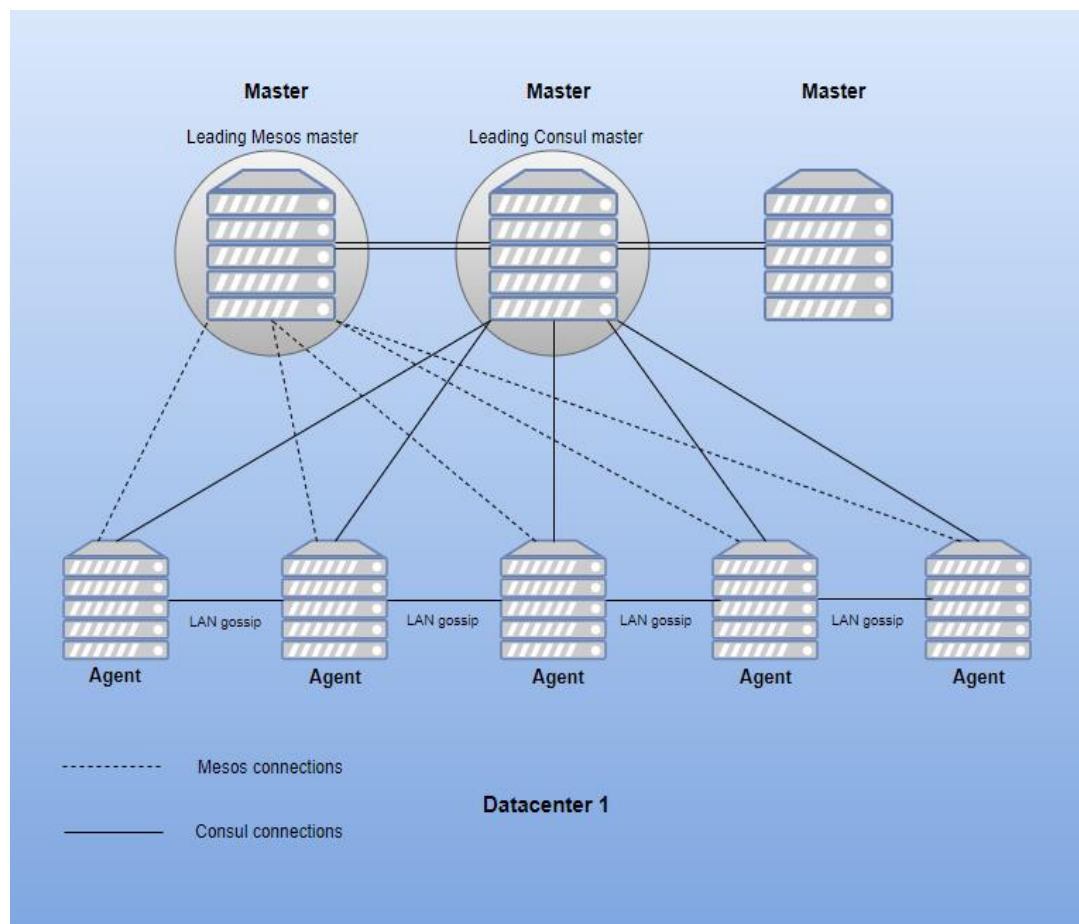 Master
Master
Master
Leading Mesos master
Leading Consul master
LAN gossip
LAN gossip
LAN gossip
LAN gossip
Agent
Agent
Agent
Agent
Agent
Mesos connections
Datacenter 1
Consul connections